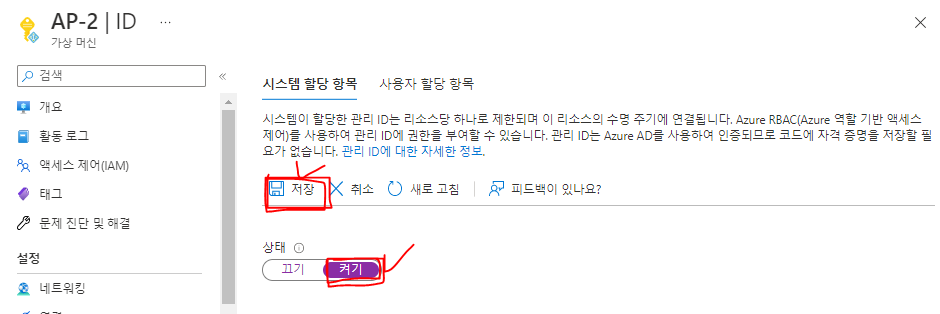 AP-2 | ID ...
가상 머신
검색
«
개요
활동 로그
액세스 제어(IAM)
태그
문제 진단 및 해결
설정
네트워킹
시스템 할당 항목 사용자 할당 항목
시스템이 할당한 관리 ID는 리소스당 하나로 제한되며 이 리소스의 수명 주기에 연결됩니다. Azure RBAC(Azure 역할 기반 액세스
제어)를 사용하여 관리 ID에 권한을 부여할 수 있습니다. 관리 ID는 Azure AD를 사용하여 인증되므로 코드에 자격 증명을 저장할 필
요가 없습니다. 관리 ID에 대한 자세한 정보.
저장 취소 새로 고침 피드백이 있나요?
상태
끄기 켜기